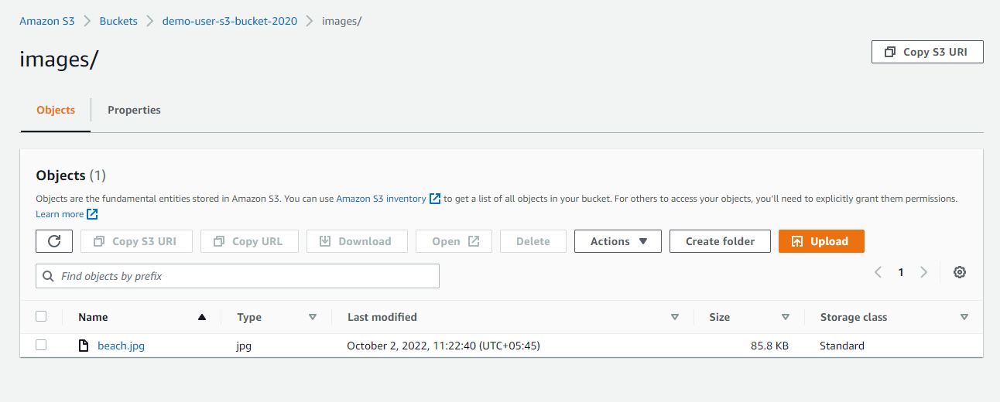 Amazon S3 > Buckets > demo-user-s3-bucket-2020 > images/
images/
Copy S3 URI
Objects
Properties
Objects (1)
Objects are the fundamental entities stored in Amazon S3. You can use Amazon S3 inventory to get a list of all objects in your bucket. For others to access your objects, you'll need to explicitly grant them permissions.
Learn more
Copy S3 URI Copy URL Download Open Delete Actions Create folder Upload
Find objects by prefix
1
Name Type Last modified Size Storage class
beach.jpg jpg October 2, 2022, 11:22:40 (UTC+05:45) 85.8 KB Standard